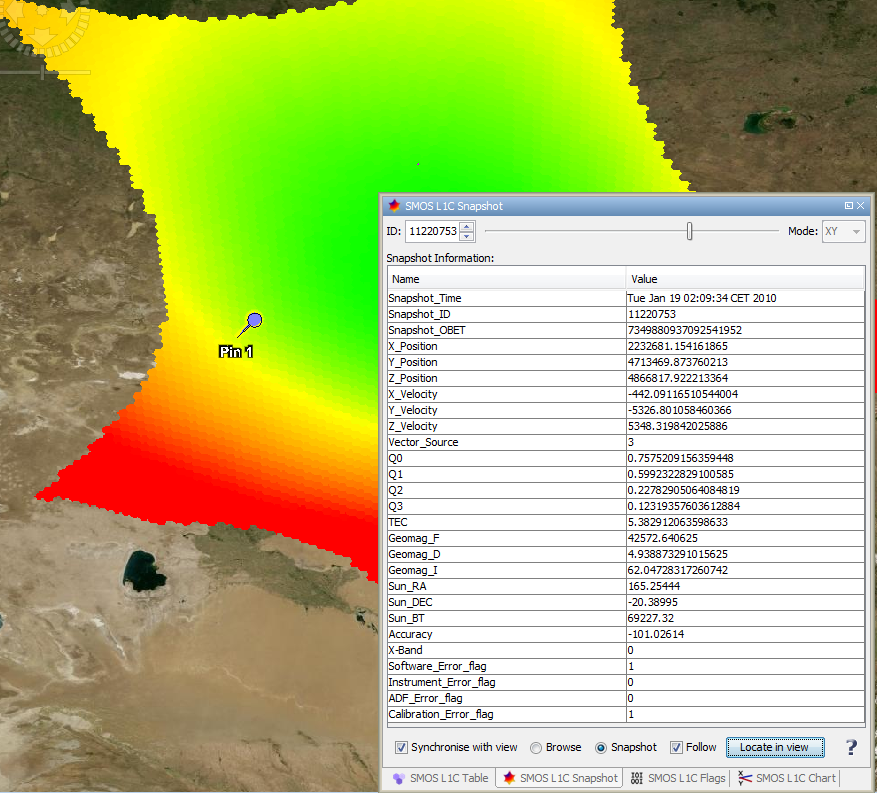 SMOS L1C Snapshot
ID: 11220753 Mode: XY
Snapshot Information:
Name Value
Snapshot_Time Tue Jan 19 02:09:34 CET 2010
Snapshot_ID 11220753
Snapshot_OBET 7349880937092541952
X_Position 2232681.154161865
Y_Position 4713469.873760213
Z_Position 4866817.922213364
X_Velocity -442.09116510544004
Y_Velocity -5326.801058460366
Z_Velocity 5348.319842025886
Vector_Source 3
Q0 0.7575209156359448
Q1 0.5992322829100585
Q2 0.22782905064084819
Q3 0.12319357603612884
TEC 5.382912063598633
Geomag_F 42572.640625
Geomag_D 4.938873291015625
Geomag_I 62.04728317260742
Sun_RA 165.25444
Sun_DEC -20.38995
Sun_BT 69227.32
Accuracy -101.02614
X-Band 0
Software_Error_flag 1
Instrument_Error_flag 0
ADF_Error_flag 0
Calibration_Error_flag 1
Pin 1
Synchronise with view Browse Snapshot Follow Locate in view ?
SMOS L1C Table SMOS L1C Snapshot SMOS L1C Flags SMOS L1C Chart